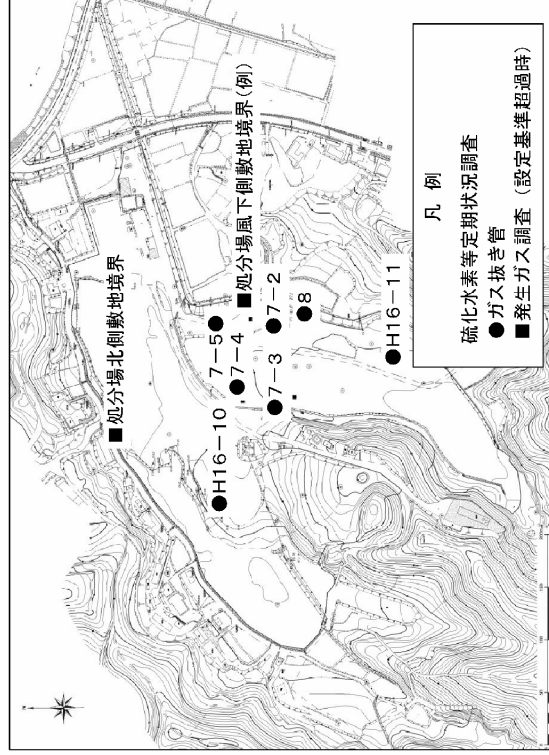 ■処分場北側敷地境界
■処分場風下側敷地境界(例)
●H16-10
7-5●
●7-4
●7-3
●7-2
●8
●H16-11
凡 例
硫化水素等定期状況調査
●ガス抜き管
■発生ガス調査(設定基準超過時)